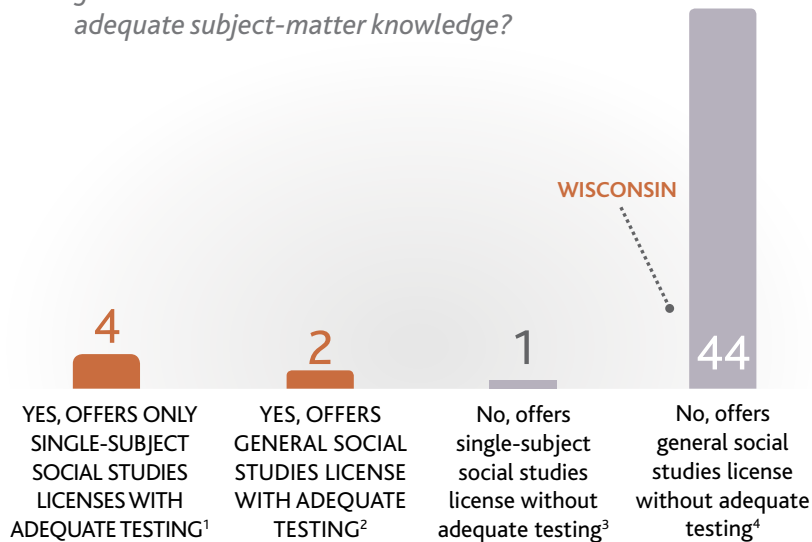 adequate subject-matter knowledge?
WISCONSIN
4
2
1
44
YES, OFFERS ONLY
SINGLE-SUBJECT
SOCIAL STUDIES
LICENSES WITH
ADEQUATE TESTING¹
YES, OFFERS
GENERAL SOCIAL
STUDIES LICENSE
WITH ADEQUATE
TESTING²
No, offers
single-subject
social studies
license without
adequate testing³
No, offers
general social
studies license
without adequate
testing⁴